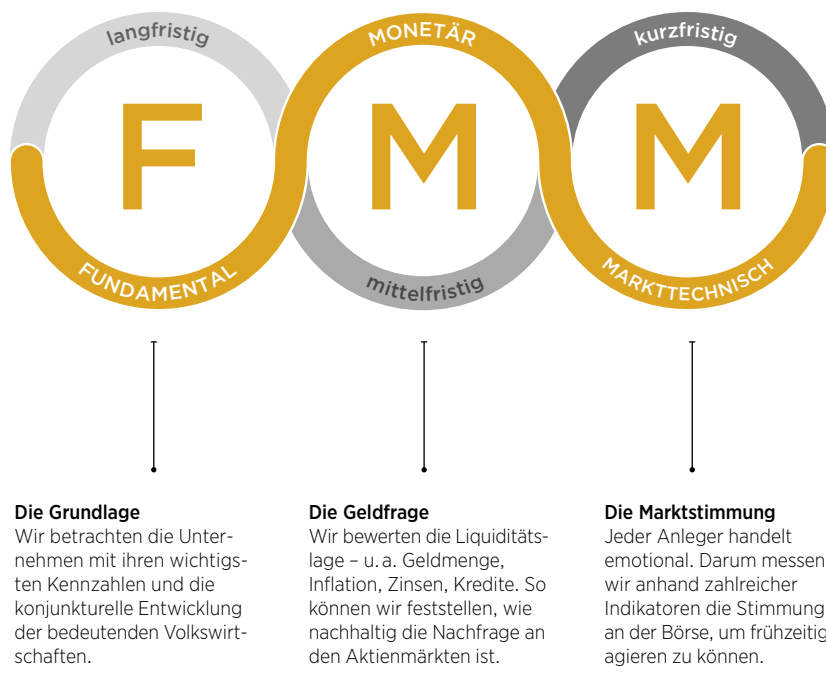 langfristig
MONETÄR
kurzfristig
F
M
M
FUNDAMENTAL
mittelfristig
MARKTTECHNISCH
Die Grundlage
Wir betrachten die Unter-
nehmen mit ihren wichtigs-
ten Kennzahlen und die
konjunkturelle Entwicklung
der bedeutenden Volkswirt-
schaften.
Die Geldfrage
Wir bewerten die Liquiditäts-
lage – u. a. Geldmenge,
Inflation, Zinsen, Kredite. So
können wir feststellen, wie
nachhaltig die Nachfrage an
den Aktienmärkten ist.
Die Marktstimmung
Jeder Anleger handelt
emotional. Darum messen
wir anhand zahlreicher
Indikatoren die Stimmung
an der Börse, um frühzeitig
agieren zu können.